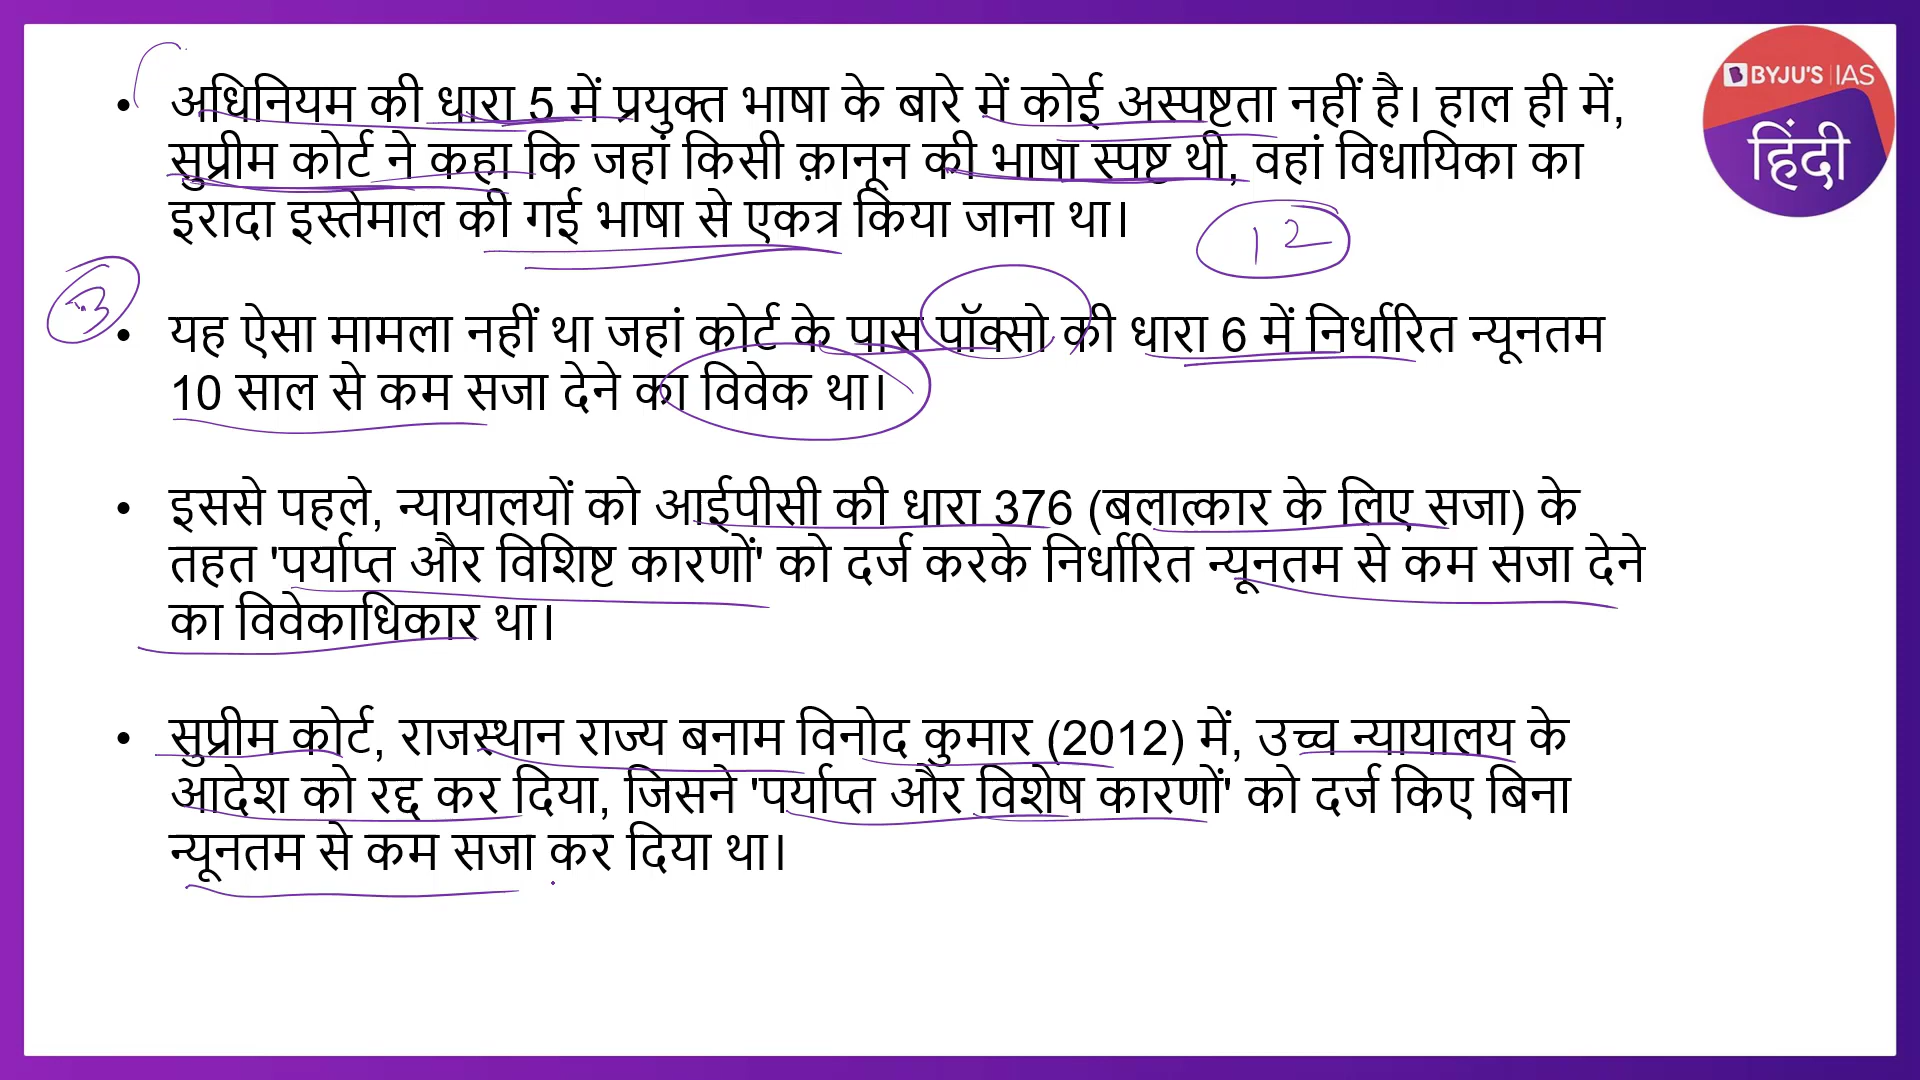 BYJU'S IAS
हिंदी
• अधिनियम की धारा 5 में प्रयुक्त भाषा के बारे में कोई अस्पष्टता नहीं है। हाल ही में,
सुप्रीम कोर्ट ने कहा कि जहां किसी क़ानून की भाषा स्पष्ट थी, वहां विधायिका का
इरादा इस्तेमाल की गई भाषा से एकत्र किया जाना था।
12
3
• यह ऐसा मामला नहीं था जहां कोर्ट के पास पॉक्सो की धारा 6 में निर्धारित न्यूनतम
10 साल से कम सजा देने का विवेक था।
• इससे पहले, न्यायालयों को आईपीसी की धारा 376 (बलात्कार के लिए सजा) के
तहत 'पर्याप्त और विशिष्ट कारणों' को दर्ज करके निर्धारित न्यूनतम से कम सजा देने
का विवेकाधिकार था।
• सुप्रीम कोर्ट, राजस्थान राज्य बनाम विनोद कुमार (2012) में, उच्च न्यायालय के
आदेश को रद्द कर दिया, जिसने 'पर्याप्त और विशेष कारणों' को दर्ज किए बिना
न्यूनतम से कम सजा कर दिया था।